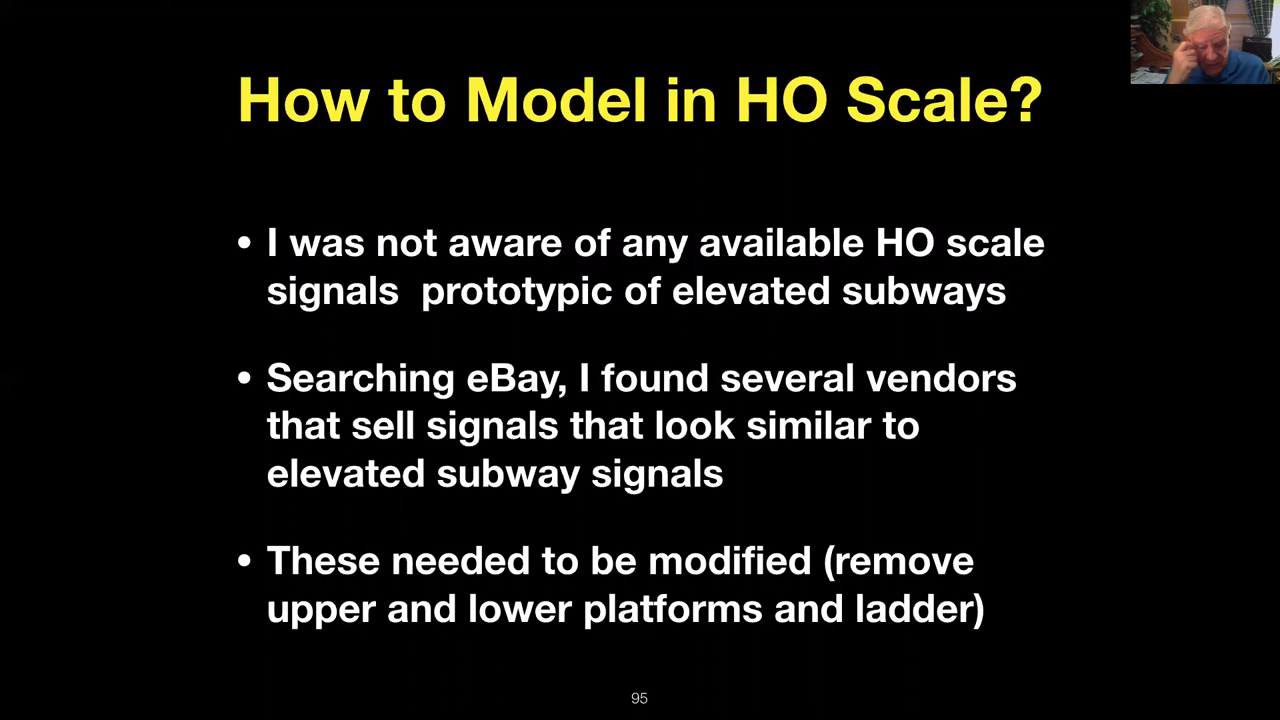 How to Model in HO Scale?
• I was not aware of any available HO scale
signals  prototypic of elevated subways
• Searching eBay, I found several vendors
that sell signals that look similar to
elevated subway signals
• These needed to be modified (remove
upper and lower platforms and ladder)
95